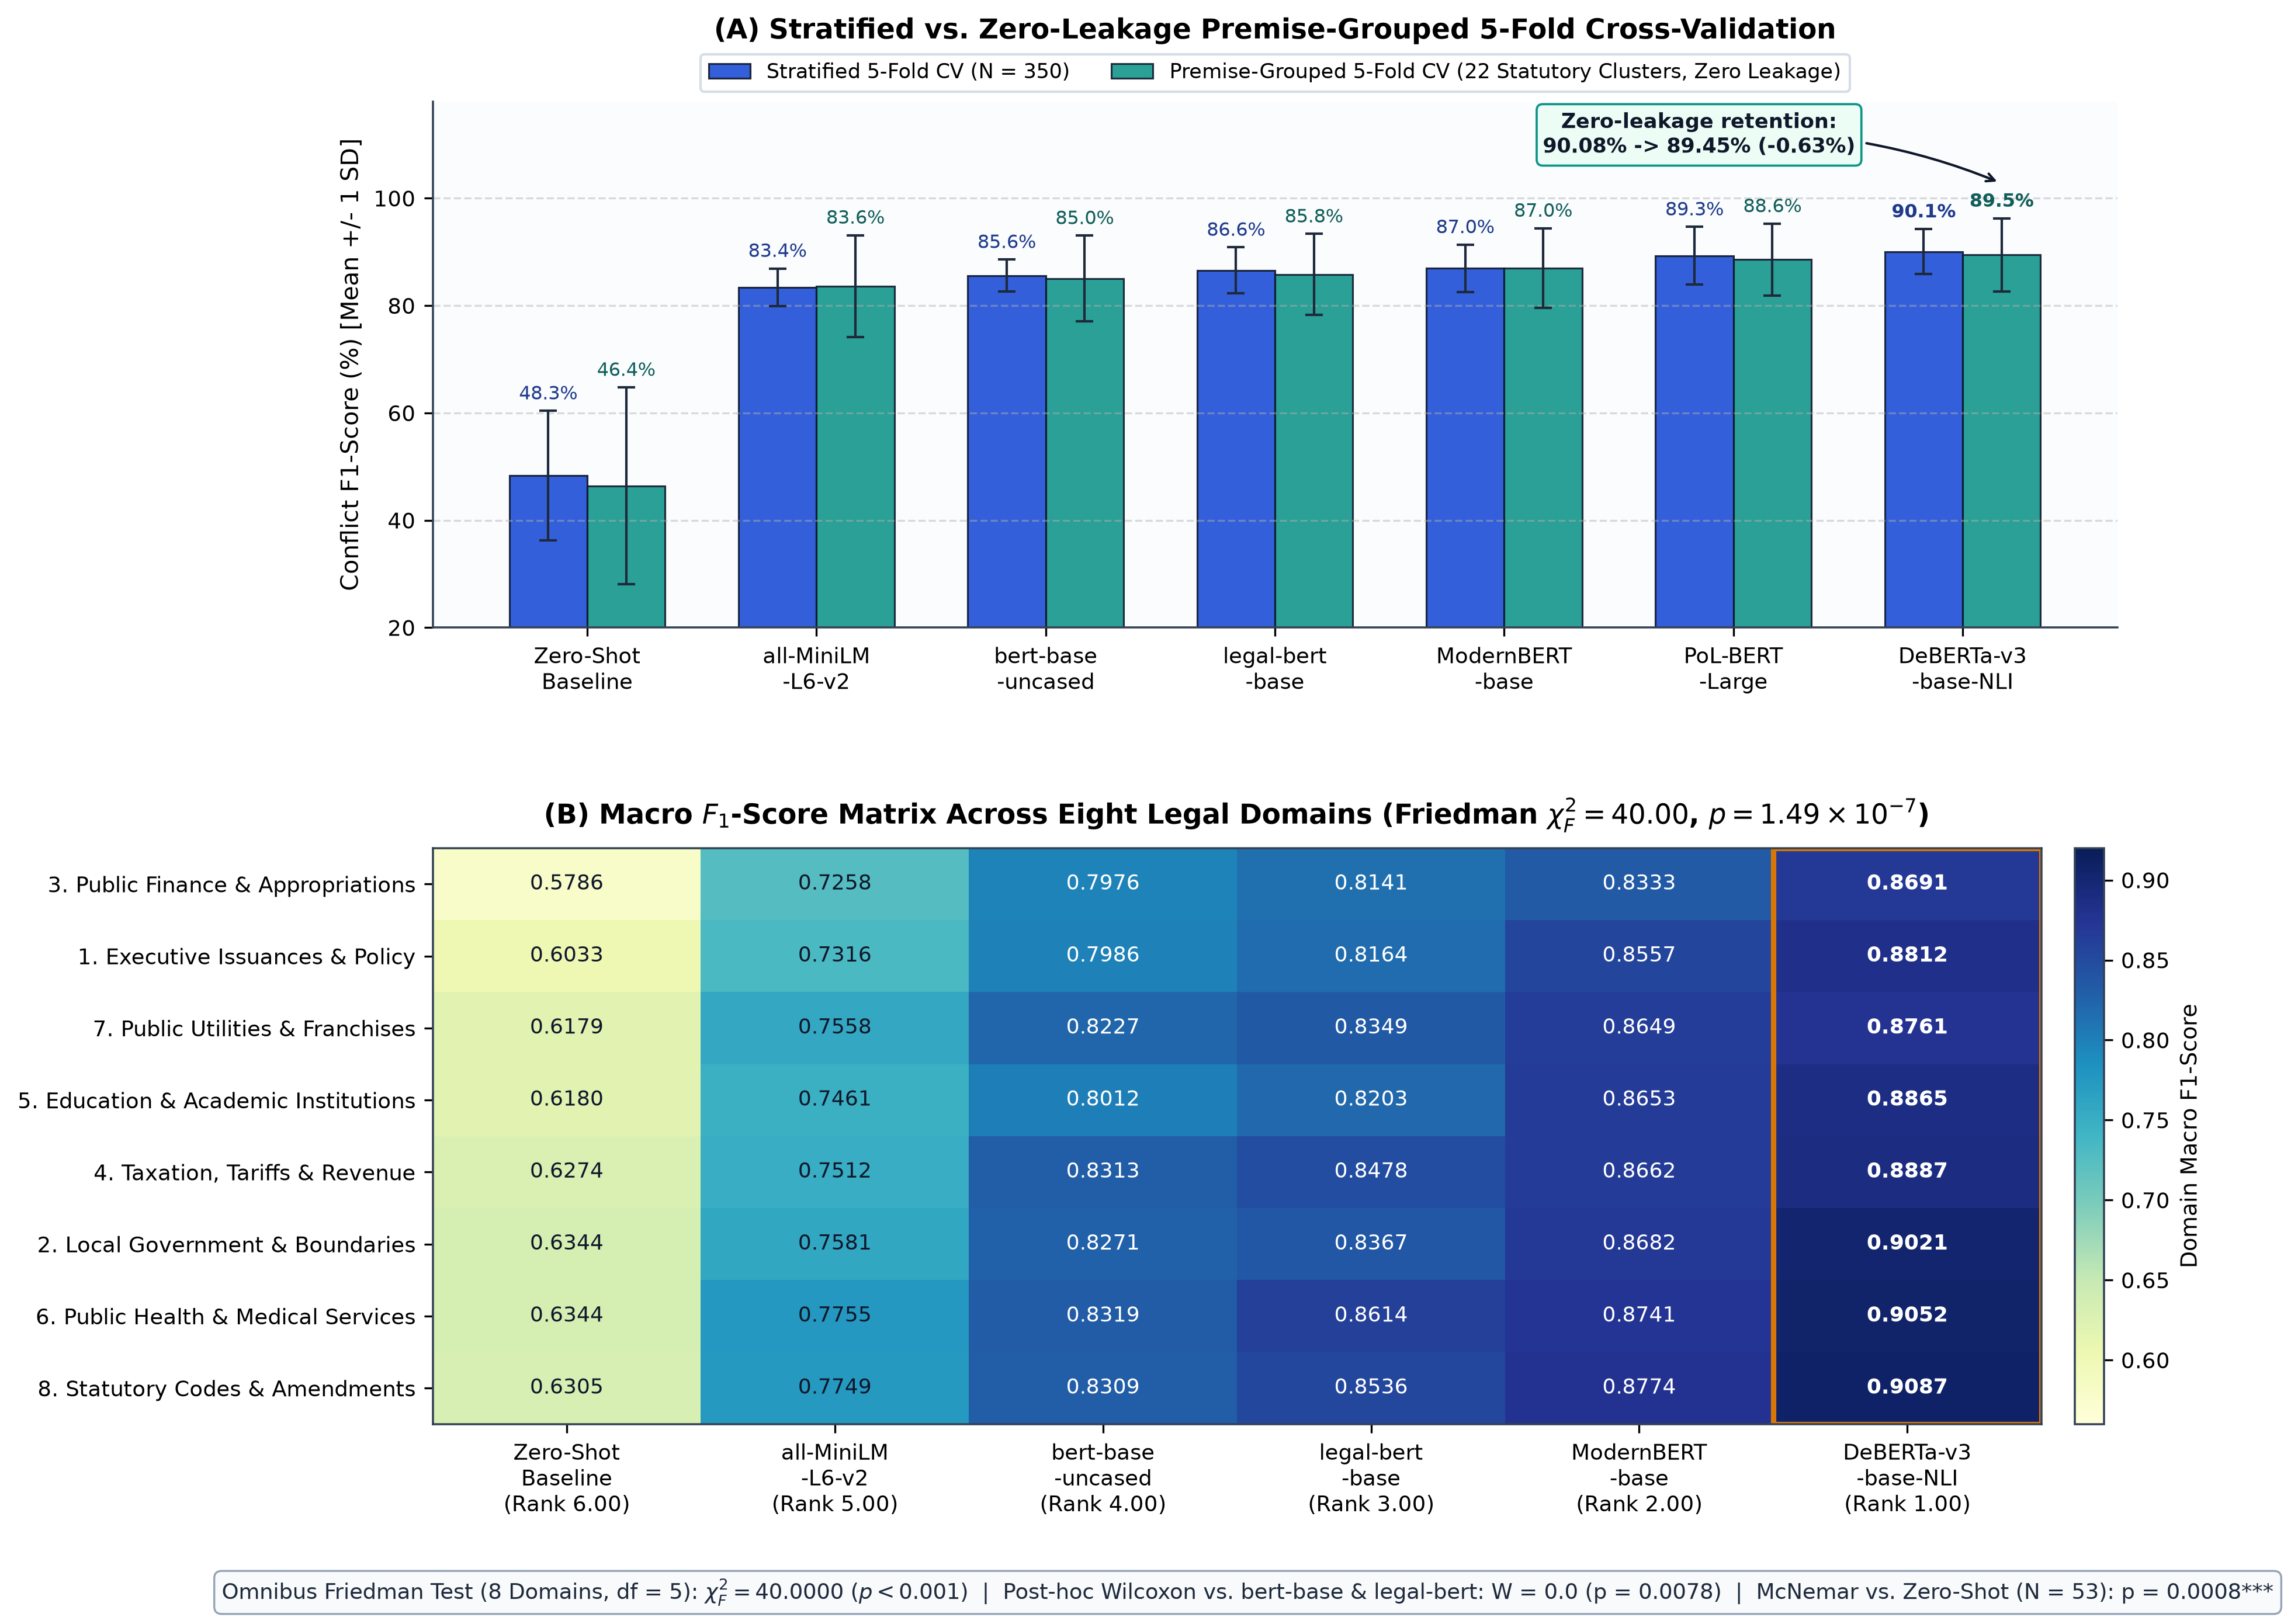 (A) Stratified vs. Zero-Leakage Premise-Grouped 5-Fold Cross-Validation
Stratified 5-Fold CV (N = 350)
Premise-Grouped 5-Fold CV (22 Statutory Clusters, Zero Leakage)
Zero-leakage retention:
90.08% -> 89.45% (-0.63%)
Conflict F1-Score (%) [Mean +/- 1 SD]
100
80
60
40
20
48.3%
46.4%
83.4%
83.6%
85.6%
85.0%
86.6%
85.8%
87.0%
87.0%
89.3%
88.6%
90.1%
89.5%
Zero-Shot
Baseline
all-MiniLM
-L6-v2
bert-base
-uncased
legal-bert
-base
ModernBERT
-base
PoL-BERT
-Large
DeBERTa-v3
-base-NLI
(B) Macro F₁-Score Matrix Across Eight Legal Domains (Friedman χ²_F = 40.00, p = 1.49 × 10⁻⁷)
3. Public Finance & Appropriations 0.5786 0.7258 0.7976 0.8141 0.8333 0.8691
1. Executive Issuances & Policy 0.6033 0.7316 0.7986 0.8164 0.8557 0.8812
7. Public Utilities & Franchises 0.6179 0.7558 0.8227 0.8349 0.8649 0.8761
5. Education & Academic Institutions 0.6180 0.7461 0.8012 0.8203 0.8653 0.8865
4. Taxation, Tariffs & Revenue 0.6274 0.7512 0.8313 0.8478 0.8662 0.8887
2. Local Government & Boundaries 0.6344 0.7581 0.8271 0.8367 0.8682 0.9021
6. Public Health & Medical Services 0.6344 0.7755 0.8319 0.8614 0.8741 0.9052
8. Statutory Codes & Amendments 0.6305 0.7749 0.8309 0.8536 0.8774 0.9087
Zero-Shot
Baseline
(Rank 6.00)
all-MiniLM
-L6-v2
(Rank 5.00)
bert-base
-uncased
(Rank 4.00)
legal-bert
-base
(Rank 3.00)
ModernBERT
-base
(Rank 2.00)
DeBERTa-v3
-base-NLI
(Rank 1.00)
0.90
0.85
0.80
0.75
0.70
0.65
0.60
Domain Macro F1-Score
Omnibus Friedman Test (8 Domains, df = 5): χ²_F = 40.0000 (p < 0.001) | Post-hoc Wilcoxon vs. bert-base & legal-bert: W = 0.0 (p = 0.0078) | McNemar vs. Zero-Shot (N = 53): p = 0.0008***